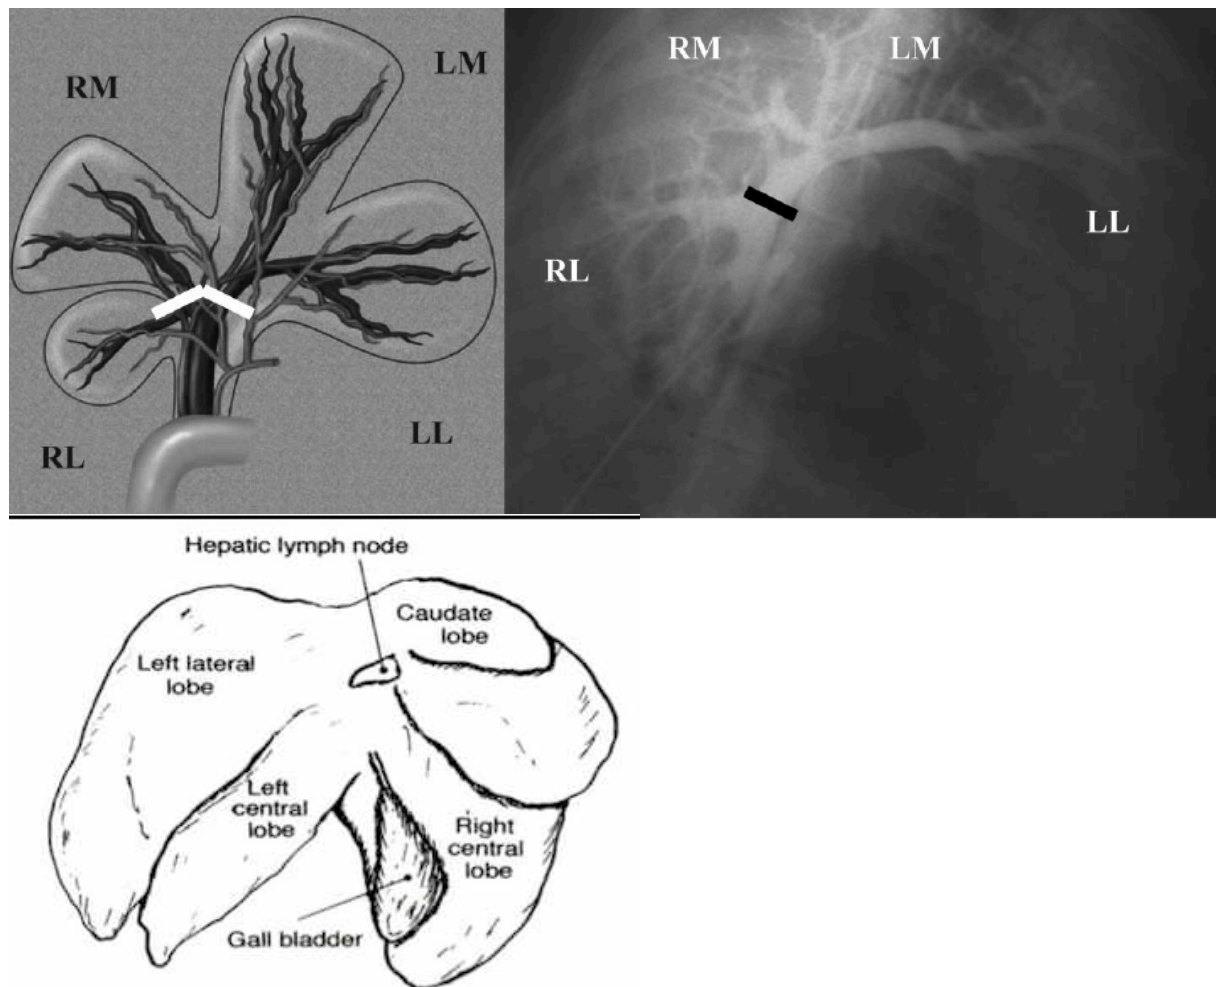 RM
LM
RL
LL
RM
LM
RL
LL
Hepatic lymph node
Caudate
lobe
Left lateral
lobe
Left
central
lobe
Right
central
lobe
Gall bladder